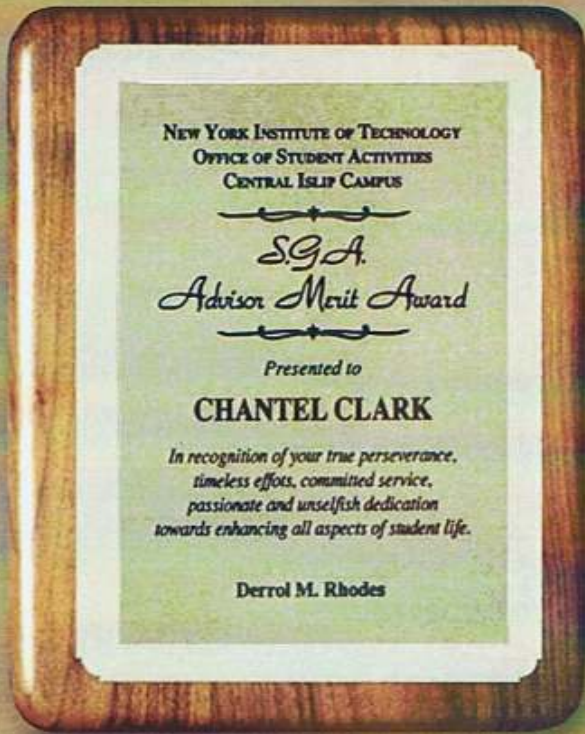 NEW YORK INSTITUTE OF TECHNOLOGY
OFFICE OF STUDENT ACTIVITIES
CENTRAL ISLIP CAMPUS
S.G.A.
Advisor Merit Award
Presented to
CHANTEL CLARK
In recognition of your true perseverance,
timeless effots, committed service,
passionate and unselfish dedication
towards enhancing all aspects of student life.
Derrol M. Rhodes